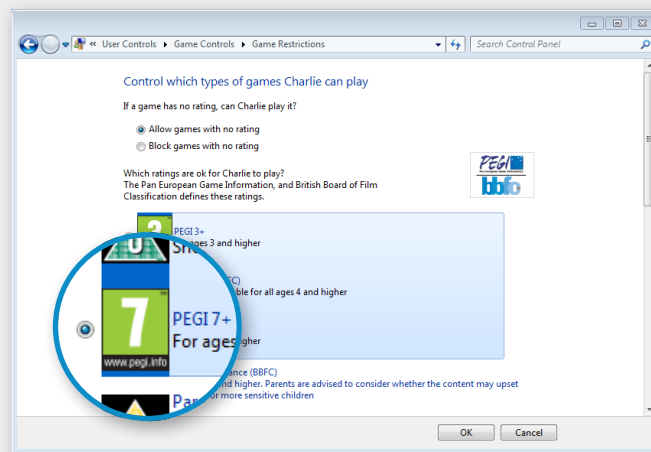 « User Controls ▸ Game Controls ▸ Game Restrictions
Search Control Panel
Control which types of games Charlie can play
If a game has no rating, can Charlie play it?
Allow games with no rating
Block games with no rating
Which ratings are ok for Charlie to play?
The Pan European Game Information, and British Board of Film
Classification defines these ratings.
PEGI
bbfc
PEGI 3+
ages 3 and higher
ble for all ages 4 and higher
7
www.pegi.info
PEGI 7+
For ages
gher
ance (BBFC)
nd higher. Parents are advised to consider whether the content may upset
or more sensitive children
OK
Cancel